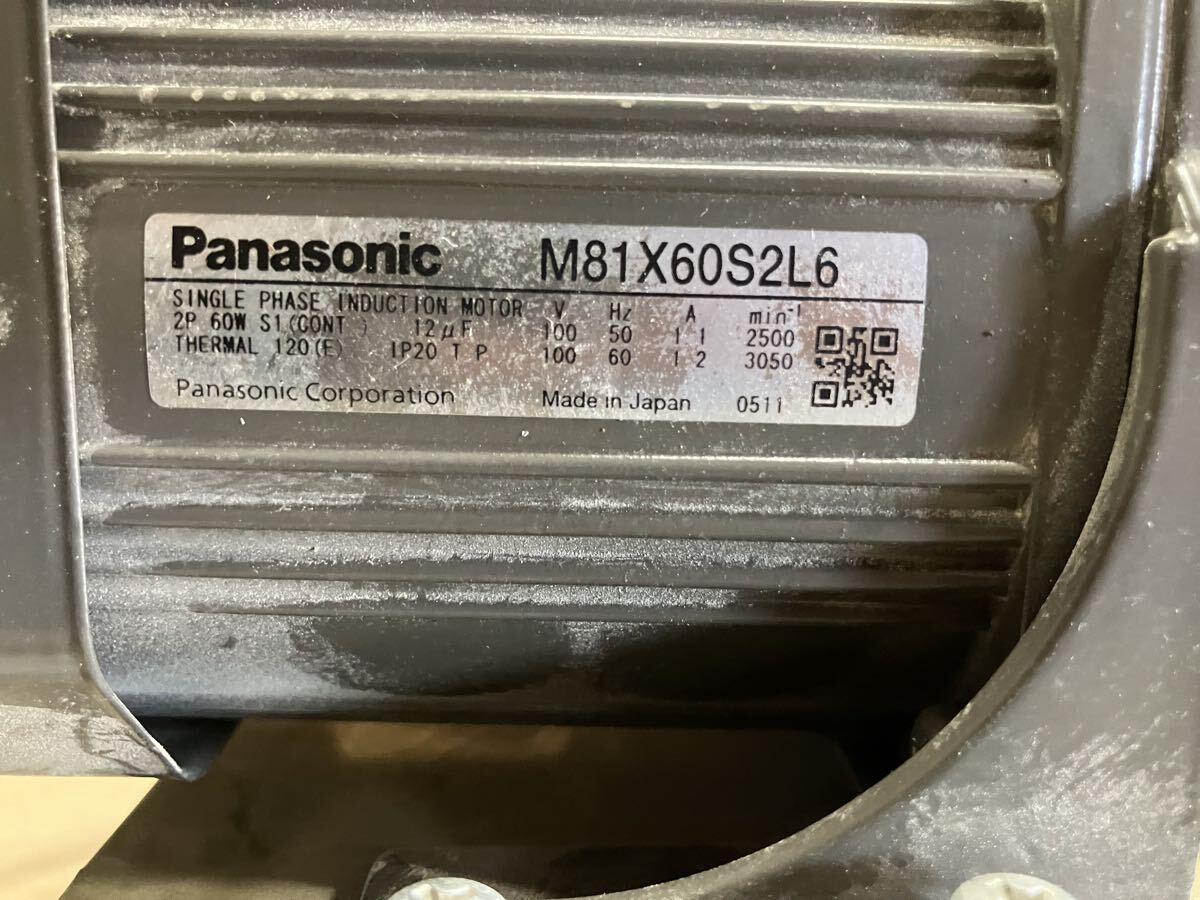 Panasonic M81X60S2L6
SINGLE PHASE INDUCTION MOTOR V Hz A min-1
2P 60W S1(CONT ) 12μF 100 50 1 1 2500
THERMAL 120(E) IP20 T P 100 60 1 2 3050
Panasonic Corporation Made in Japan 0511